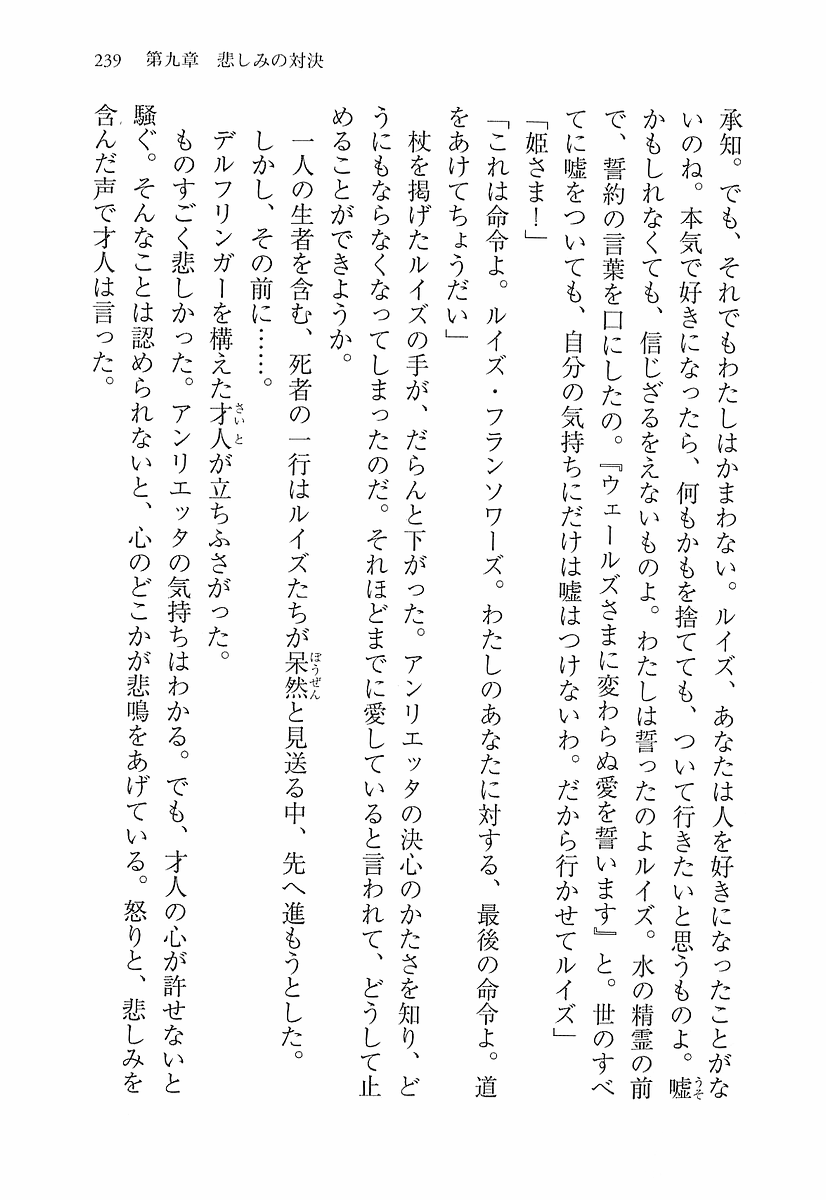 239　第九章　悲しみの対決
承知。でも、それでもわたしはかまわない。ルイズ、あなたは人を好きになったことがな
いのね。本気で好きになったら、何もかもを捨てても、ついて行きたいと思うものよ。嘘
かもしれなくても、信じざるをえないものよ。わたしは誓ったのよルイズ。水の精霊の前
で、誓約の言葉を口にしたの。『ウェールズさまに変わらぬ愛を誓います』と。世のすべ
てに嘘をついても、自分の気持ちにだけは嘘はつけないわ。だから行かせてルイズ」
「姫さま！」
「これは命令よ。ルイズ・フランソワーズ。わたしのあなたに対する、最後の命令よ。道
をあけてちょうだい」
　杖を掲げたルイズの手が、だらんと下がった。アンリエッタの決心のかたさを知り、ど
うにもならなくなってしまったのだ。それほどまでに愛していると言われて、どうして止
めることができようか。
　一人の生者を含む、死者の一行はルイズたちが呆然と見送る中、先へ進もうとした。
　しかし、その前に……。
　デルフリンガーを構えた才人が立ちふさがった。
　ものすごく悲しかった。アンリエッタの気持ちはわかる。でも、才人の心が許せないと
騒ぐ。そんなことは認められないと、心のどこかが悲鳴をあげている。怒りと、悲しみを
含んだ声で才人は言った。